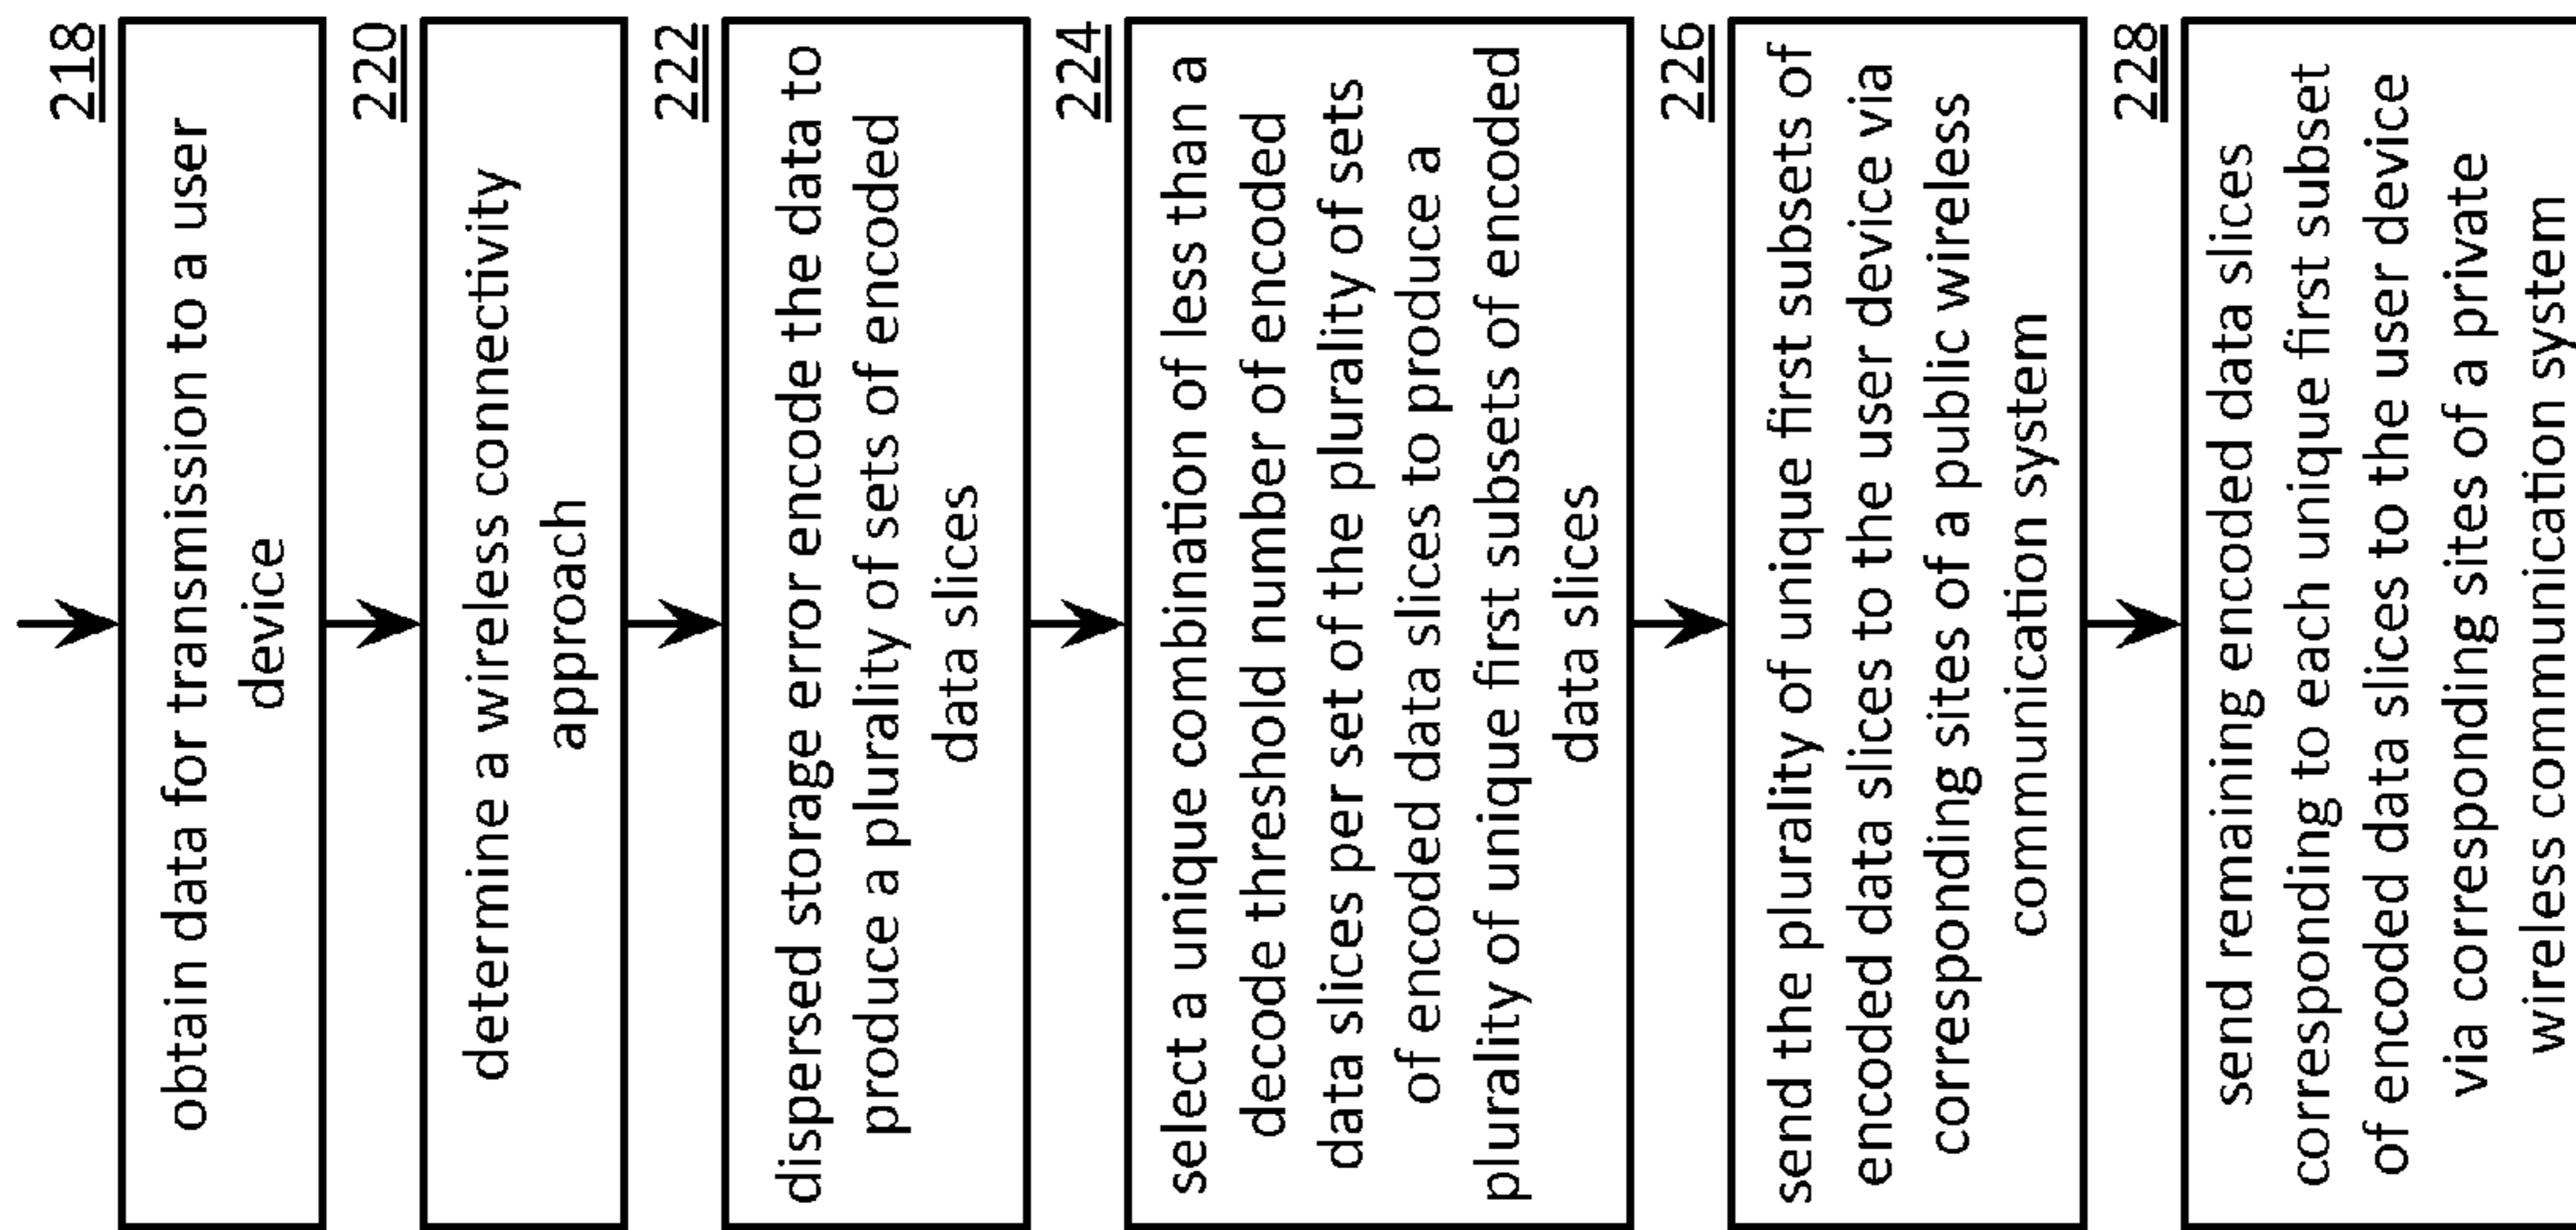 218
obtain data for transmission to a user
device
220
determine a wireless connectivity
approach
222
dispersed storage error encode the data to
produce a plurality of sets of encoded
data slices
224
select a unique combination of less than a
decode threshold number of encoded
data slices per set of the plurality of sets
of encoded data slices to produce a
plurality of unique first subsets of encoded
data slices
226
send the plurality of unique first subsets of
encoded data slices to the user device via
corresponding sites of a public wireless
communication system
228
send remaining encoded data slices
corresponding to each unique first subset
of encoded data slices to the user device
via corresponding sites of a private
wireless communication system